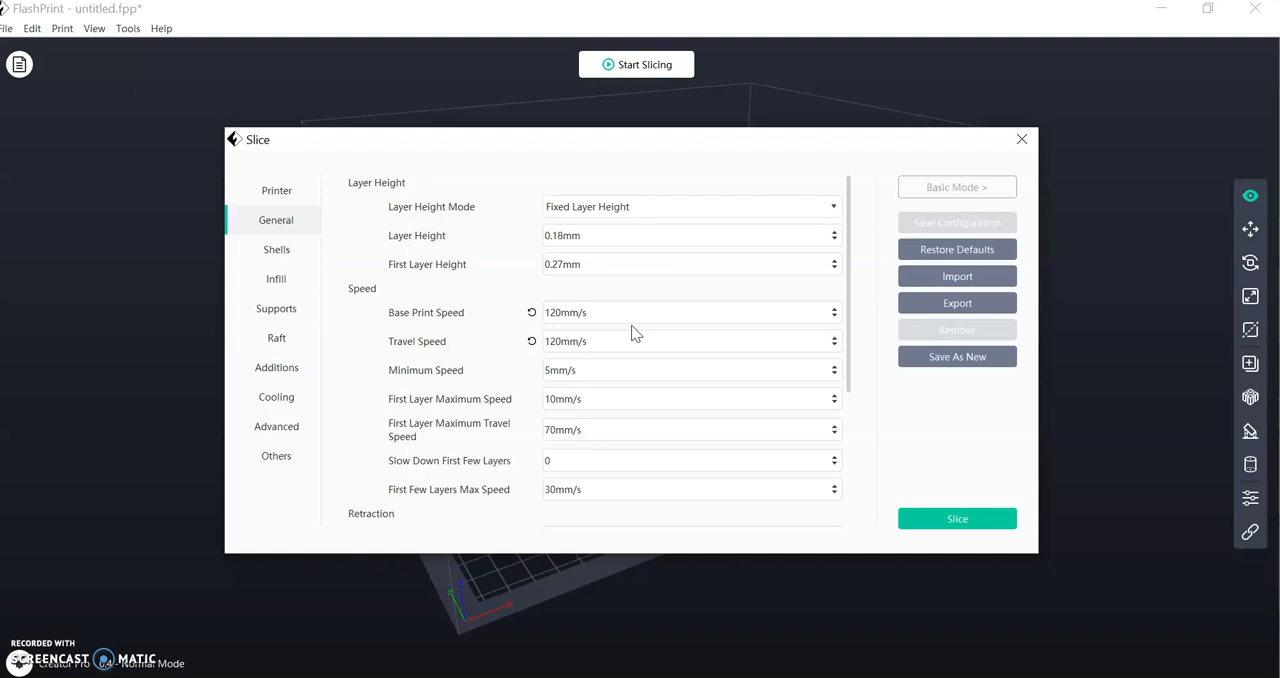 FlashPrint - untitled.fpp*
File Edit Print View Tools Help
Start Slicing
Slice
Printer
General
Shells
Infill
Supports
Raft
Additions
Cooling
Advanced
Others
Layer Height
Layer Height Mode Fixed Layer Height
Layer Height 0.18mm
First Layer Height 0.27mm
Speed
Base Print Speed 120mm/s
Travel Speed 120mm/s
Minimum Speed 5mm/s
First Layer Maximum Speed 10mm/s
First Layer Maximum Travel
Speed 70mm/s
Slow Down First Few Layers 0
First Few Layers Max Speed 30mm/s
Retraction
Basic Mode >
Save Configuration
Restore Defaults
Import
Export
Remove
Save As New
Slice
RECORDED WITH
SCREENCAST MATIC
Creator Pro 0.4 - Normal Mode